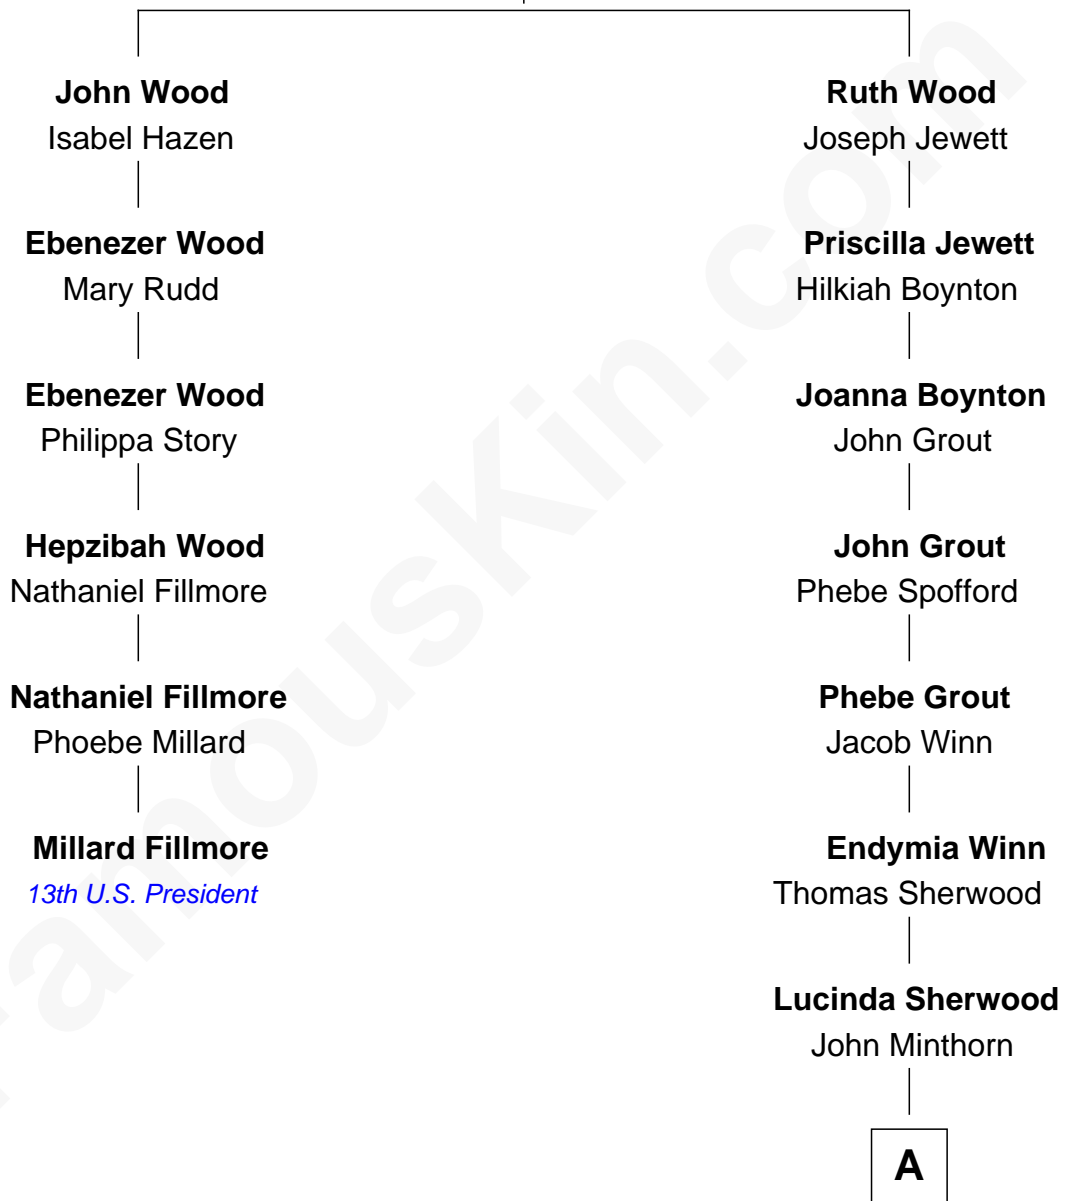 John Wood
Isabel Hazen
Ebenezer Wood
Mary Rudd
Ebenezer Wood
Philippa Story
Hepzibah Wood
Nathaniel Fillmore
Nathaniel Fillmore
Phoebe Millard
Millard Fillmore
13th U.S. President
Ruth Wood
Joseph Jewett
Priscilla Jewett
Hilkiah Boynton
Joanna Boynton
John Grout
John Grout
Phebe Spofford
Phebe Grout
Jacob Winn
Endymia Winn
Thomas Sherwood
Lucinda Sherwood
John Minthorn
A
FamousKin.com